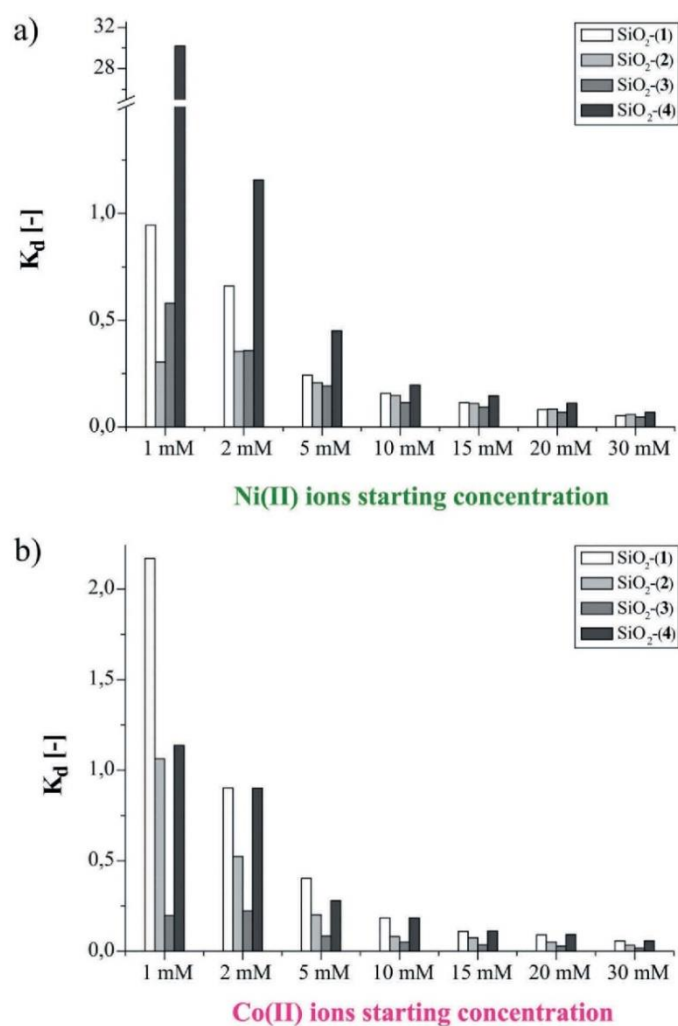 a)
32
28
1,0
0,5
0,0
K_d [-]
SiO₂-(1)
SiO₂-(2)
SiO₂-(3)
SiO₂-(4)
1 mM 2 mM 5 mM 10 mM 15 mM 20 mM 30 mM
Ni(II) ions starting concentration
b)
2,0
1,5
1,0
0,5
0,0
K_d [-]
SiO₂-(1)
SiO₂-(2)
SiO₂-(3)
SiO₂-(4)
1 mM 2 mM 5 mM 10 mM 15 mM 20 mM 30 mM
Co(II) ions starting concentration